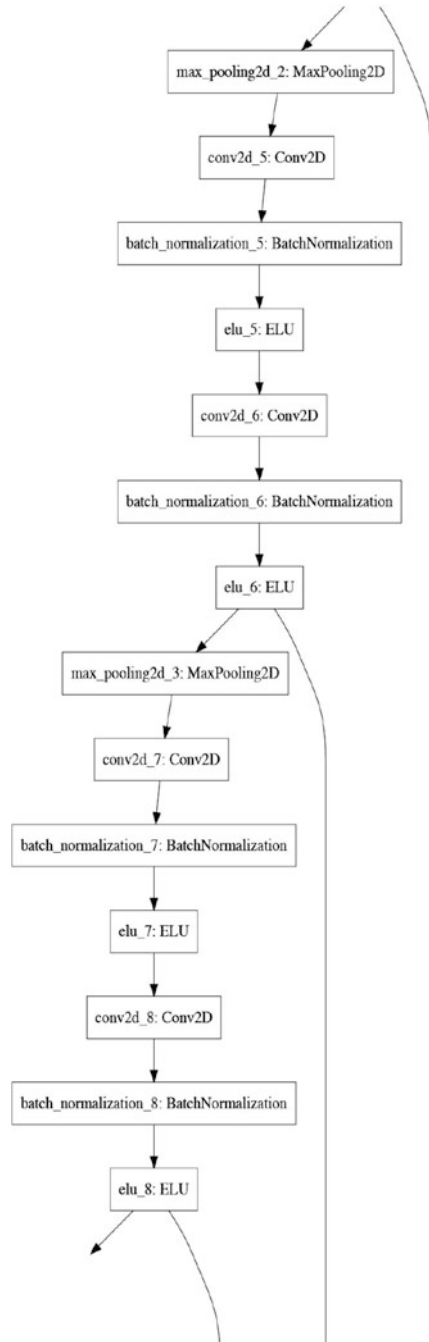 max_pooling2d_2: MaxPooling2D
conv2d_5: Conv2D
batch_normalization_5: BatchNormalization
elu_5: ELU
conv2d_6: Conv2D
batch_normalization_6: BatchNormalization
elu_6: ELU
max_pooling2d_3: MaxPooling2D
conv2d_7: Conv2D
batch_normalization_7: BatchNormalization
elu_7: ELU
conv2d_8: Conv2D
batch_normalization_8: BatchNormalization
elu_8: ELU